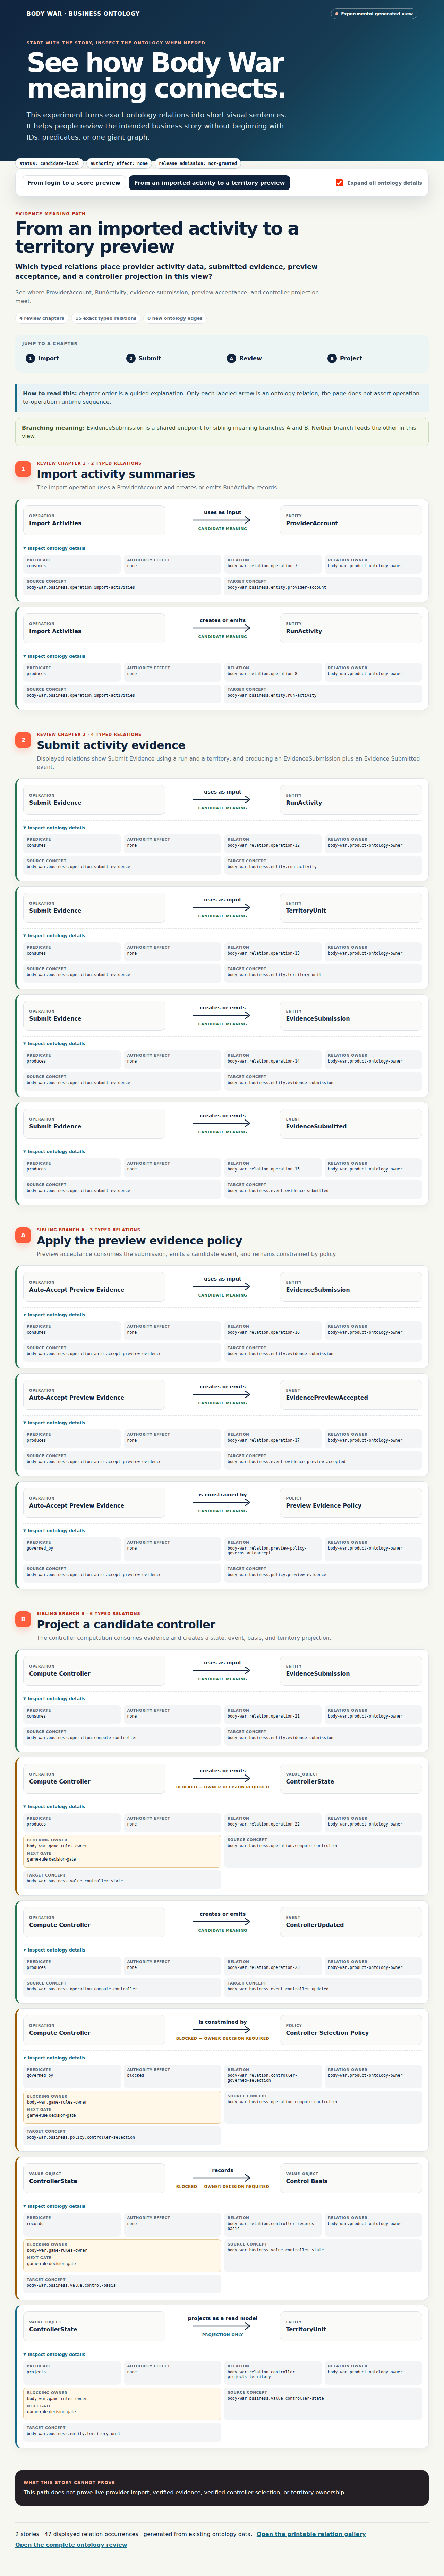 BODY WAR · BUSINESS ONTOLOGY
Experimental generated view
START WITH THE STORY, INSPECT THE ONTOLOGY WHEN NEEDED
See how Body War
meaning connects.
This experiment turns exact ontology relations into short visual sentences.
It helps people review the intended business story without beginning with
IDs, predicates, or one giant graph.
status: candidate-local
authority_effect: none
release_admission: not-granted
From login to a score preview
From an imported activity to a territory preview
Expand all ontology details
EVIDENCE MEANING PATH
From an imported activity to a
territory preview
Which typed relations place provider activity data, submitted evidence, preview
acceptance, and a controller projection in this view?
See where ProviderAccount, RunActivity, evidence submission, preview acceptance, and controller projection
meet.
4 review chapters
15 exact typed relations
0 new ontology edges
JUMP TO A CHAPTER
1 Import
2 Submit
A Review
B Project
How to read this: chapter order is a guided explanation. Only each labeled arrow is an ontology relation; the page does not assert operation-
to-operation runtime sequence.
Branching meaning: EvidenceSubmission is a shared endpoint for sibling meaning branches A and B. Neither branch feeds the other in this
view.
1
REVIEW CHAPTER 1 · 2 TYPED RELATIONS
Import activity summaries
The import operation uses a ProviderAccount and creates or emits RunActivity records.
OPERATION
Import Activities
uses as input
CANDIDATE MEANING
ENTITY
ProviderAccount
▾ Inspect ontology details
PREDICATE
consumes
AUTHORITY EFFECT
none
RELATION
body-war.relation.operation-7
RELATION OWNER
body-war.product-ontology-owner
SOURCE CONCEPT
body-war.business.operation.import-activities
TARGET CONCEPT
body-war.business.entity.provider-account
OPERATION
Import Activities
creates or emits
CANDIDATE MEANING
ENTITY
RunActivity
▾ Inspect ontology details
PREDICATE
produces
AUTHORITY EFFECT
none
RELATION
body-war.relation.operation-8
RELATION OWNER
body-war.product-ontology-owner
SOURCE CONCEPT
body-war.business.operation.import-activities
TARGET CONCEPT
body-war.business.entity.run-activity
2
REVIEW CHAPTER 2 · 4 TYPED RELATIONS
Submit activity evidence
Displayed relations show Submit Evidence using a run and a territory, and producing an EvidenceSubmission plus an Evidence Submitted
event.
OPERATION
Submit Evidence
uses as input
CANDIDATE MEANING
ENTITY
RunActivity
▾ Inspect ontology details
PREDICATE
consumes
AUTHORITY EFFECT
none
RELATION
body-war.relation.operation-12
RELATION OWNER
body-war.product-ontology-owner
SOURCE CONCEPT
body-war.business.operation.submit-evidence
TARGET CONCEPT
body-war.business.entity.run-activity
OPERATION
Submit Evidence
uses as input
CANDIDATE MEANING
ENTITY
TerritoryUnit
▾ Inspect ontology details
PREDICATE
consumes
AUTHORITY EFFECT
none
RELATION
body-war.relation.operation-13
RELATION OWNER
body-war.product-ontology-owner
SOURCE CONCEPT
body-war.business.operation.submit-evidence
TARGET CONCEPT
body-war.business.entity.territory-unit
OPERATION
Submit Evidence
creates or emits
CANDIDATE MEANING
ENTITY
EvidenceSubmission
▾ Inspect ontology details
PREDICATE
produces
AUTHORITY EFFECT
none
RELATION
body-war.relation.operation-14
RELATION OWNER
body-war.product-ontology-owner
SOURCE CONCEPT
body-war.business.operation.submit-evidence
TARGET CONCEPT
body-war.business.entity.evidence-submission
OPERATION
Submit Evidence
creates or emits
CANDIDATE MEANING
EVENT
EvidenceSubmitted
▾ Inspect ontology details
PREDICATE
produces
AUTHORITY EFFECT
none
RELATION
body-war.relation.operation-15
RELATION OWNER
body-war.product-ontology-owner
SOURCE CONCEPT
body-war.business.operation.submit-evidence
TARGET CONCEPT
body-war.business.event.evidence-submitted
A
SIBLING BRANCH A · 3 TYPED RELATIONS
Apply the preview evidence policy
Preview acceptance consumes the submission, emits a candidate event, and remains constrained by policy.
OPERATION
Auto-Accept Preview Evidence
uses as input
CANDIDATE MEANING
ENTITY
EvidenceSubmission
▾ Inspect ontology details
PREDICATE
consumes
AUTHORITY EFFECT
none
RELATION
body-war.relation.operation-16
RELATION OWNER
body-war.product-ontology-owner
SOURCE CONCEPT
body-war.business.operation.auto-accept-preview-evidence
TARGET CONCEPT
body-war.business.entity.evidence-submission
OPERATION
Auto-Accept Preview Evidence
creates or emits
CANDIDATE MEANING
EVENT
EvidencePreviewAccepted
▾ Inspect ontology details
PREDICATE
produces
AUTHORITY EFFECT
none
RELATION
body-war.relation.operation-17
RELATION OWNER
body-war.product-ontology-owner
SOURCE CONCEPT
body-war.business.operation.auto-accept-preview-evidence
TARGET CONCEPT
body-war.business.event.evidence-preview-accepted
OPERATION
Auto-Accept Preview Evidence
is constrained by
CANDIDATE MEANING
POLICY
Preview Evidence Policy
▾ Inspect ontology details
PREDICATE
governed_by
AUTHORITY EFFECT
none
RELATION
body-war.relation.preview-policy-
governs-autoaccept
RELATION OWNER
body-war.product-ontology-owner
SOURCE CONCEPT
body-war.business.operation.auto-accept-preview-evidence
TARGET CONCEPT
body-war.business.policy.preview-evidence
B
SIBLING BRANCH B · 6 TYPED RELATIONS
Project a candidate controller
The controller computation consumes evidence and creates a state, event, basis, and territory projection.
OPERATION
Compute Controller
uses as input
CANDIDATE MEANING
ENTITY
EvidenceSubmission
▾ Inspect ontology details
PREDICATE
consumes
AUTHORITY EFFECT
none
RELATION
body-war.relation.operation-21
RELATION OWNER
body-war.product-ontology-owner
SOURCE CONCEPT
body-war.business.operation.compute-controller
TARGET CONCEPT
body-war.business.entity.evidence-submission
OPERATION
Compute Controller
creates or emits
BLOCKED — OWNER DECISION REQUIRED
VALUE_OBJECT
ControllerState
▾ Inspect ontology details
PREDICATE
produces
AUTHORITY EFFECT
none
RELATION
body-war.relation.operation-22
RELATION OWNER
body-war.product-ontology-owner
BLOCKING OWNER
body-war.game-rules-owner
NEXT GATE
game-rule decision-gate
SOURCE CONCEPT
body-war.business.operation.compute-controller
TARGET CONCEPT
body-war.business.value.controller-state
OPERATION
Compute Controller
creates or emits
CANDIDATE MEANING
EVENT
ControllerUpdated
▾ Inspect ontology details
PREDICATE
produces
AUTHORITY EFFECT
none
RELATION
body-war.relation.operation-23
RELATION OWNER
body-war.product-ontology-owner
SOURCE CONCEPT
body-war.business.operation.compute-controller
TARGET CONCEPT
body-war.business.event.controller-updated
OPERATION
Compute Controller
is constrained by
BLOCKED — OWNER DECISION REQUIRED
POLICY
Controller Selection Policy
▾ Inspect ontology details
PREDICATE
governed_by
AUTHORITY EFFECT
blocked
RELATION
body-war.relation.controller-
governed-selection
RELATION OWNER
body-war.product-ontology-owner
BLOCKING OWNER
body-war.game-rules-owner
NEXT GATE
game-rule decision-gate
SOURCE CONCEPT
body-war.business.operation.compute-controller
TARGET CONCEPT
body-war.business.policy.controller-selection
VALUE_OBJECT
ControllerState
records
BLOCKED — OWNER DECISION REQUIRED
VALUE_OBJECT
Control Basis
▾ Inspect ontology details
PREDICATE
records
AUTHORITY EFFECT
none
RELATION
body-war.relation.controller-records-
basis
RELATION OWNER
body-war.product-ontology-owner
BLOCKING OWNER
body-war.game-rules-owner
NEXT GATE
game-rule decision-gate
SOURCE CONCEPT
body-war.business.value.controller-state
TARGET CONCEPT
body-war.business.value.control-basis
VALUE_OBJECT
ControllerState
projects as a read model
PROJECTION ONLY
ENTITY
TerritoryUnit
▾ Inspect ontology details
PREDICATE
projects
AUTHORITY EFFECT
none
RELATION
body-war.relation.controller-
projects-territory
RELATION OWNER
body-war.product-ontology-owner
BLOCKING OWNER
body-war.game-rules-owner
NEXT GATE
game-rule decision-gate
SOURCE CONCEPT
body-war.business.value.controller-state
TARGET CONCEPT
body-war.business.entity.territory-unit
WHAT THIS STORY CANNOT PROVE
This path does not prove live provider import, verified evidence, verified controller selection, or territory ownership.
2 stories · 47 displayed relation occurrences · generated from existing ontology data. Open the printable relation gallery
Open the complete ontology review